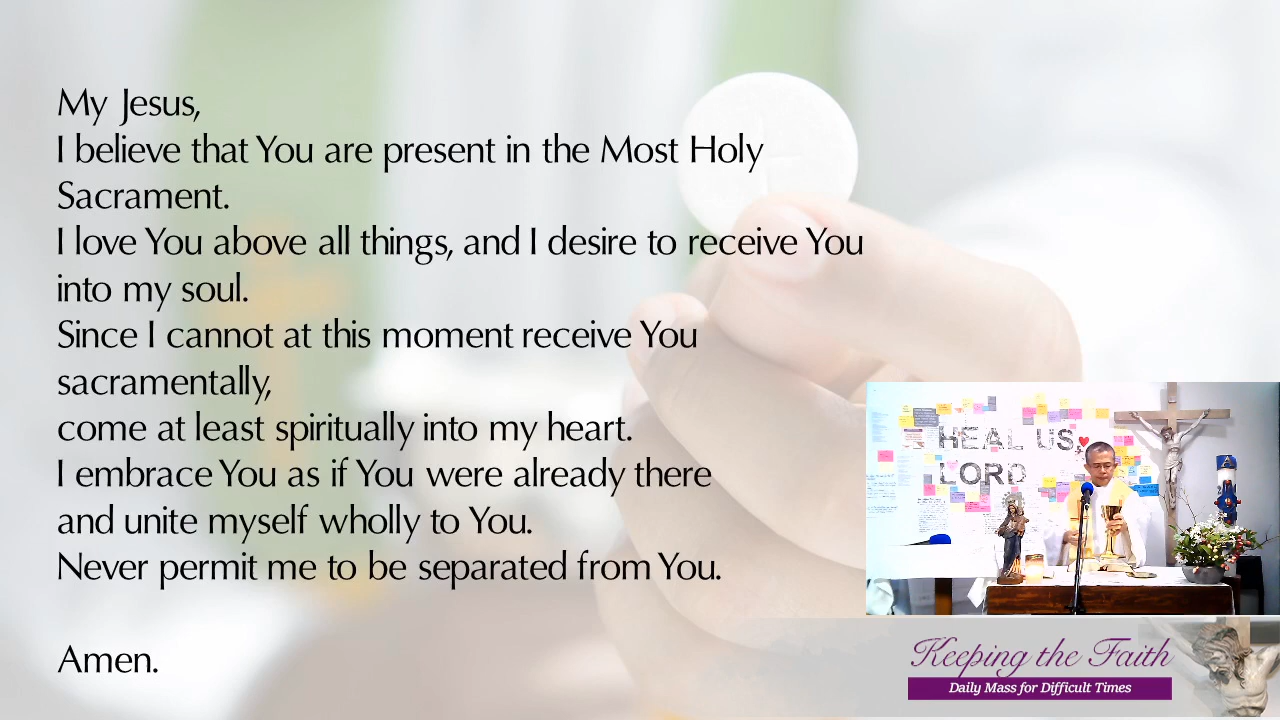 My Jesus,
I believe that You are present in the Most Holy
Sacrament.
I love You above all things, and I desire to receive You
into my soul.
Since I cannot at this moment receive You
sacramentally,
come at least spiritually into my heart.
I embrace You as if You were already there
and unite myself wholly to You.
Never permit me to be separated from You.
Amen.
HEAL US,
LORD
Keeping the Faith
Daily Mass for Difficult Times